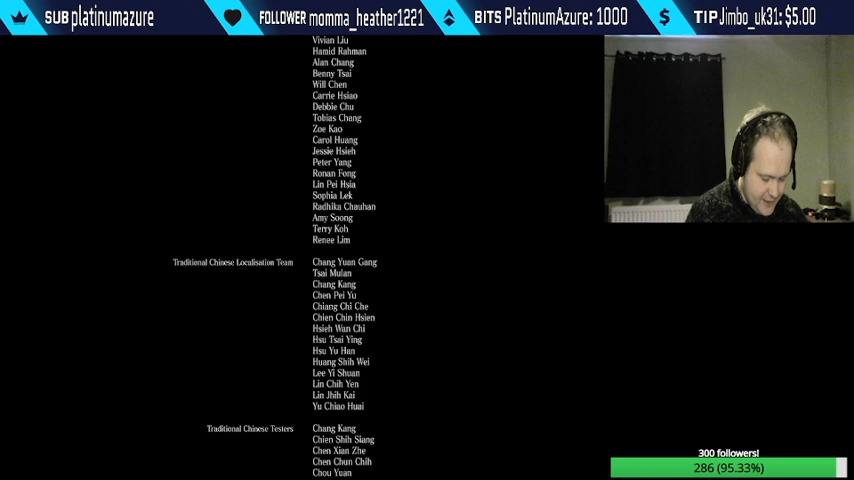 SUB platinumazure FOLLOWER momma_heather1221 BITS PlatinumAzure: 1000 TIP Jimbo_uk31: $5.00
Vivian Liu
Hamid Rahman
Alan Chang
Benny Tsai
Will Chen
Carrie Hsiao
Debbie Chu
Tobias Chang
Zoe Kao
Carol Huang
Jessie Hsieh
Peter Yang
Ronan Fong
Lin Pei Hsia
Sophia Lek
Radhika Chauhan
Amy Soong
Terry Koh
Renee Lim
Traditional Chinese Localisation Team Chang Yuan Gang
Tsai Mulan
Chang Kang
Chen Pei Yu
Chiang Chi Che
Chien Chin Hsien
Hsieh Wan Chi
Hsu Tsai Ying
Hsu Yu Han
Huang Shih Wei
Lee Yi Shuan
Lin Chih Yen
Lin Jhih Kai
Yu Chiao Huai
Traditional Chinese Testers Chang Kang
Chien Shih Siang
Chen Xian Zhe
Chen Chun Chih
Chou Yuan
300 followers!
286 (95.33%)